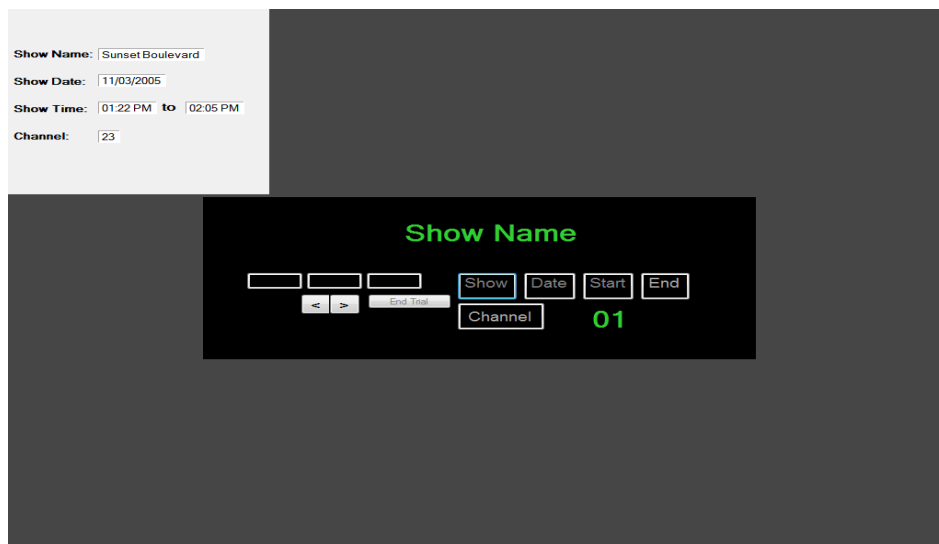 Show Name: Sunset Boulevard
Show Date: 11/03/2005
Show Time: 01:22 PM to 02:05 PM
Channel: 23
Show Name
Show Date Start End
< > End Trial
Channel 01